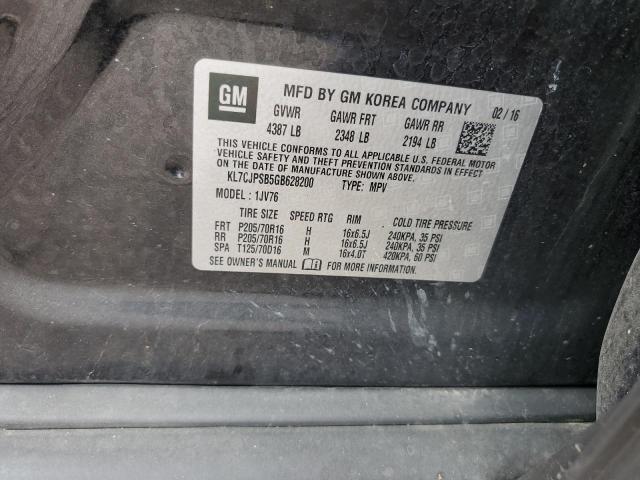 GM
MFD BY GM KOREA COMPANY 02/16
GVWR GAWR FRT GAWR RR
4387 LB 2348 LB 2194 LB
THIS VEHICLE CONFORMS TO ALL APPLICABLE U.S. FEDERAL MOTOR
VEHICLE SAFETY AND THEFT PREVENTION STANDARDS IN EFFECT ON
THE DATE OF MANUFACTURE SHOWN ABOVE.
KL7CJPSB5GB628200 TYPE: MPV
MODEL: 1JV76
TIRE SIZE SPEED RTG RIM COLD TIRE PRESSURE
FRT P205/70R16 H 16x6.5J 240KPA, 35 PSI
RR P205/70R16 H 16x6.5J 240KPA, 35 PSI
SPA T125/70D16 M 16x4.0T 420KPA, 60 PSI
SEE OWNER'S MANUAL FOR MORE INFORMATION.